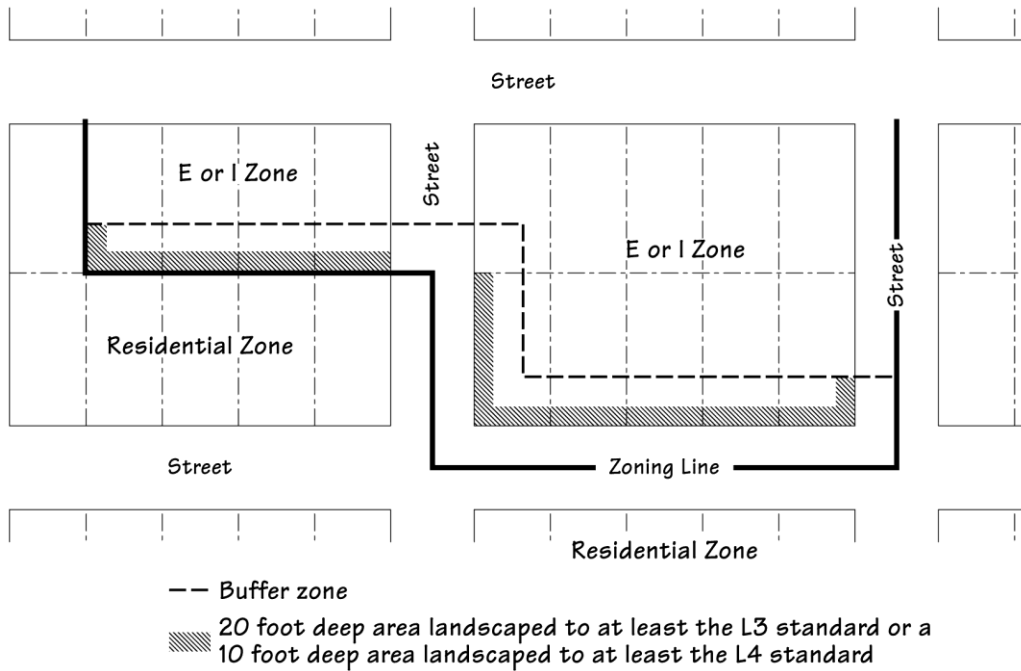 Street
E or I Zone
Street
E or I Zone
Street
Residential Zone
Street
Zoning Line
Residential Zone
Buffer zone
20 foot deep area landscaped to at least the L3 standard or a
10 foot deep area landscaped to at least the L4 standard